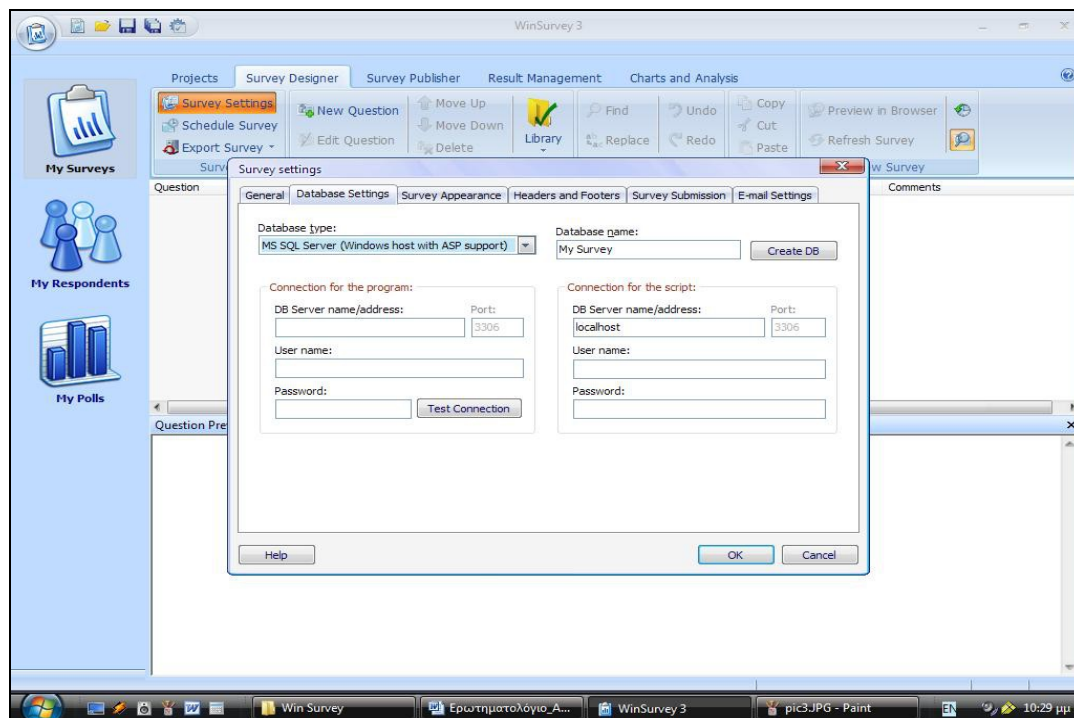 WinSurvey 3
Projects Survey Designer Survey Publisher Result Management Charts and Analysis
Survey Settings
Schedule Survey
Export Survey
New Question
Edit Question
Move Up
Move Down
Delete
Library
Find
Replace
Undo
Redo
Copy
Cut
Paste
Preview in Browser
Refresh Survey
My Surveys
My Respondents
My Polls
Surv
w Survey
Question
Comments
Survey settings
General Database Settings Survey Appearance Headers and Footers Survey Submission E-mail Settings
Database type:
MS SQL Server (Windows host with ASP support)
Database name:
My Survey
Create DB
Connection for the program:
DB Server name/address: Port:
3306
User name:
Password:
Test Connection
Connection for the script:
DB Server name/address: Port:
localhost 3306
User name:
Password:
Help OK Cancel
Question Pre
Win Survey Ερωτηματολόγιο_Α... WinSurvey 3 pic3.JPG - Paint EN 10:29 μμ